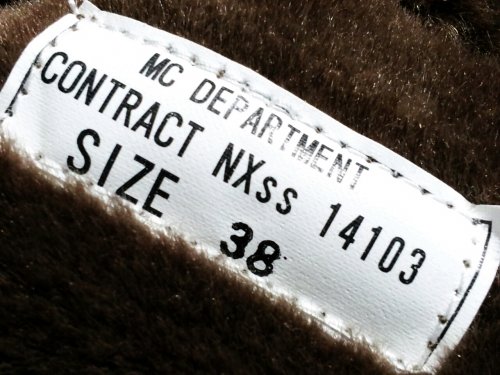 MC DEPARTMENT
CONTRACT NXss 14103
SIZE 38